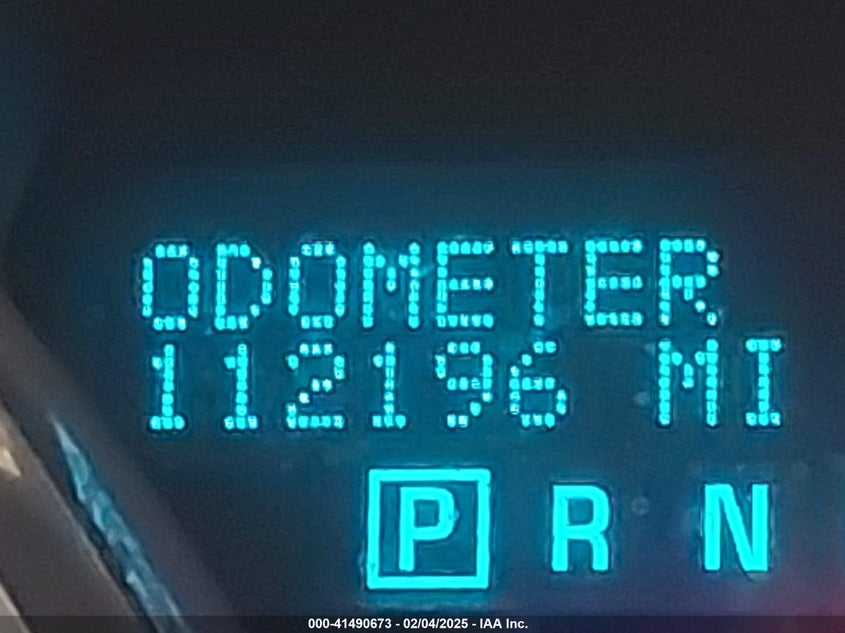 ODOMETER
112196 MI
P R N
000-41490673 - 02/04/2025 - IAA Inc.